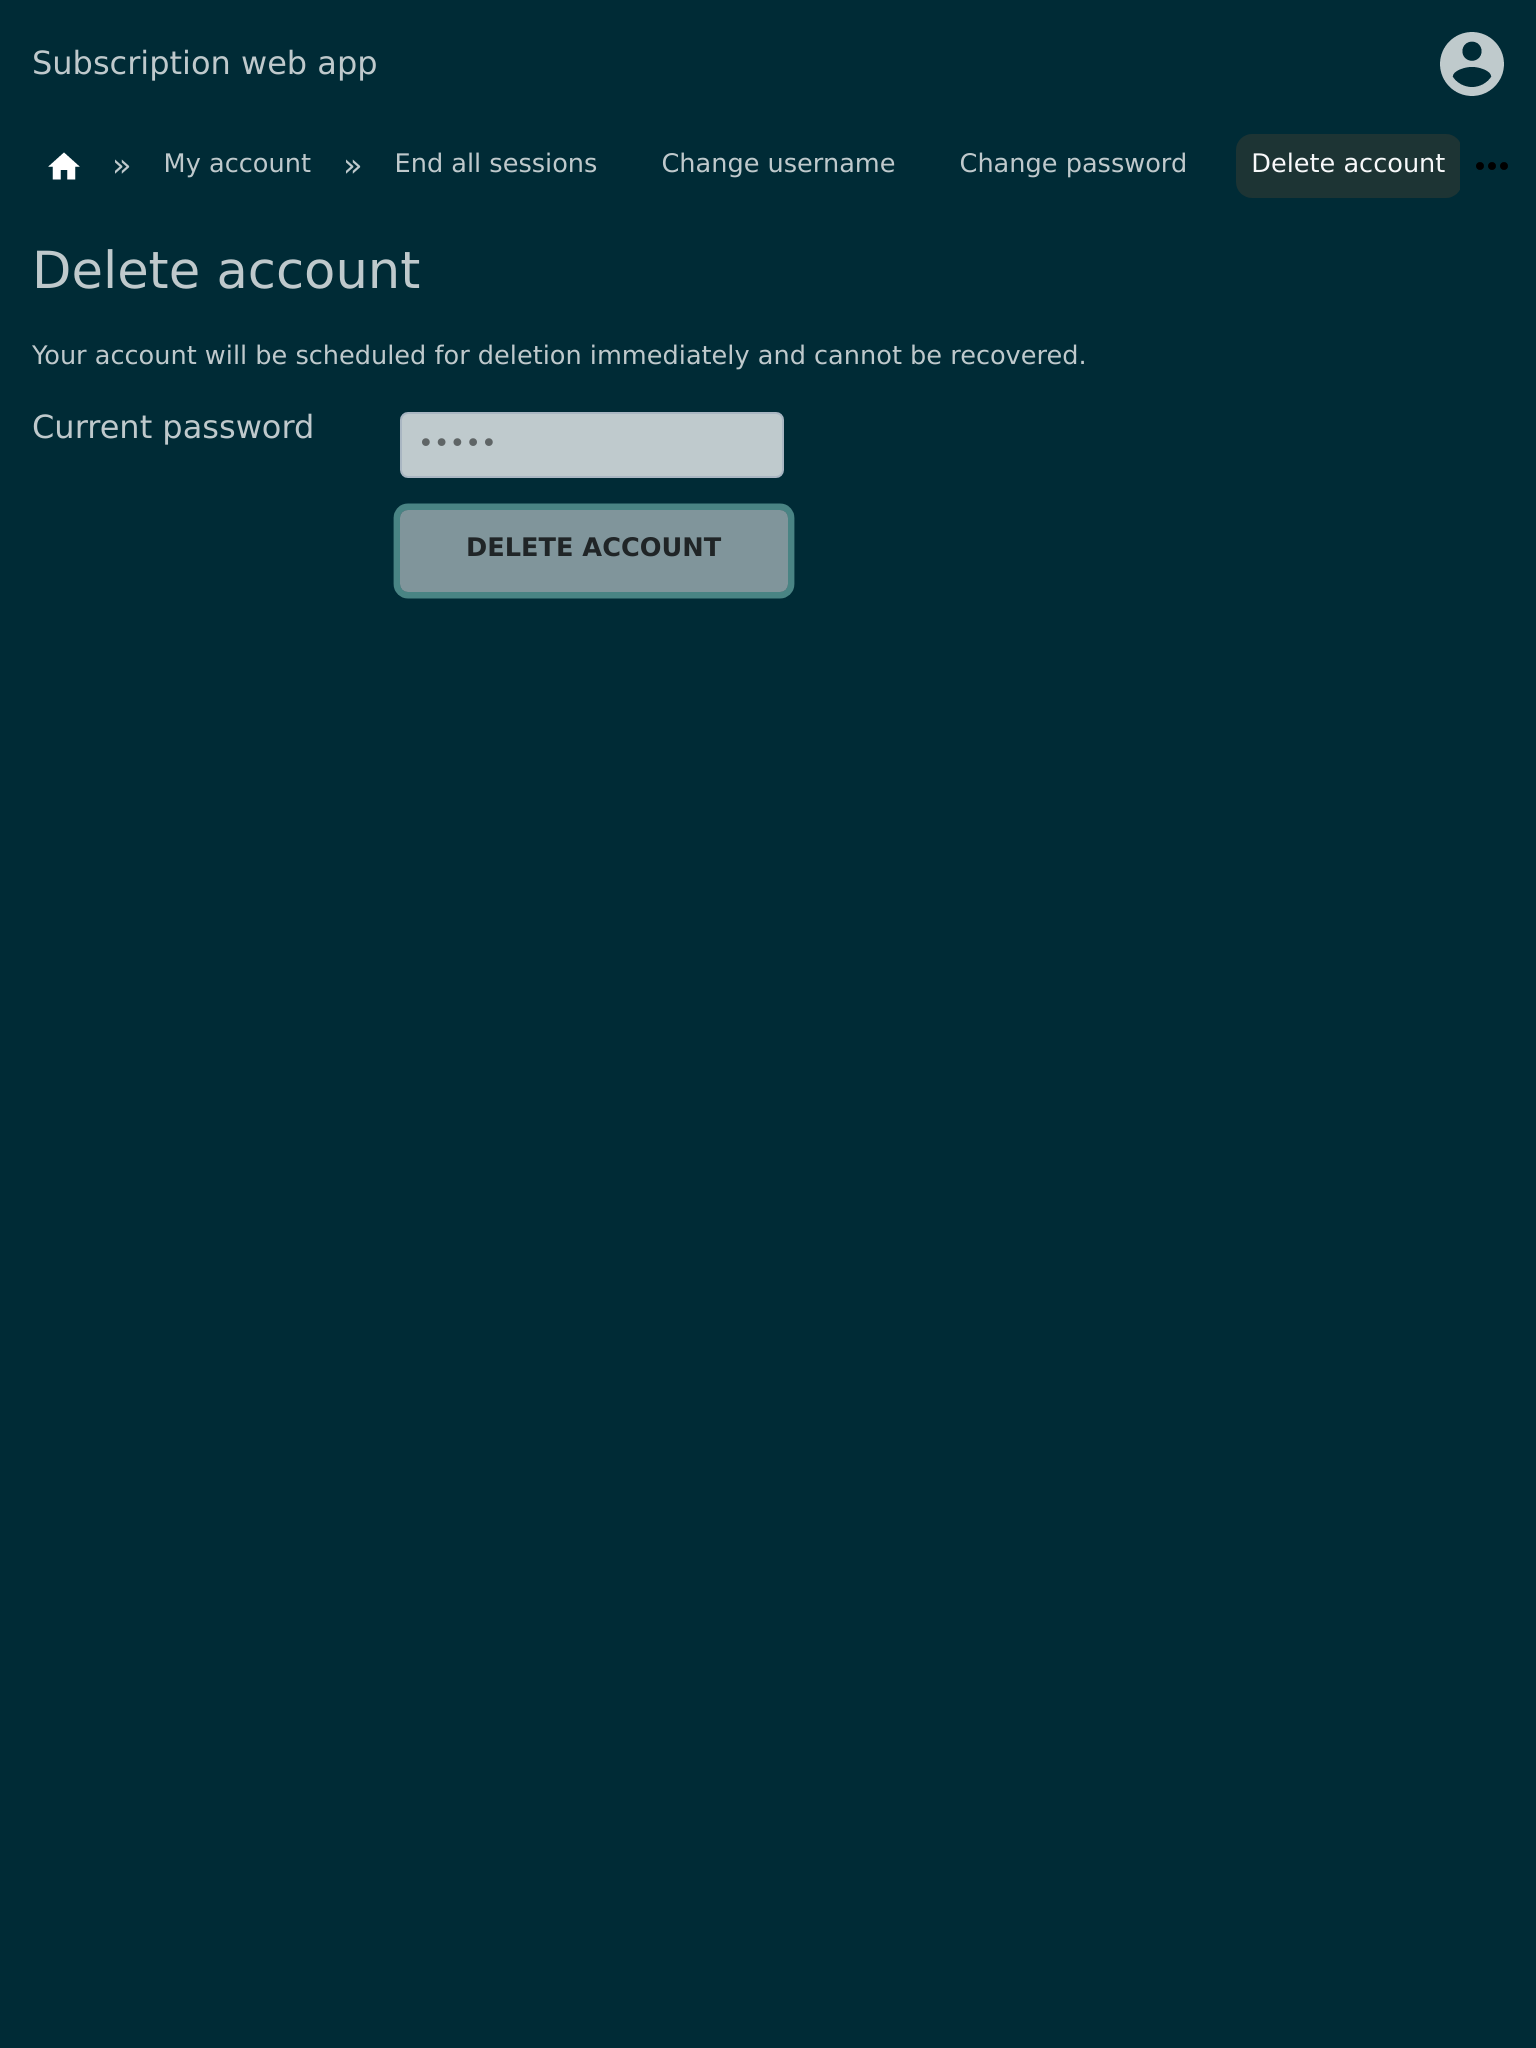 Subscription web app
» My account » End all sessions Change username Change password Delete account
Delete account
Your account will be scheduled for deletion immediately and cannot be recovered.
Current password •••••
DELETE ACCOUNT